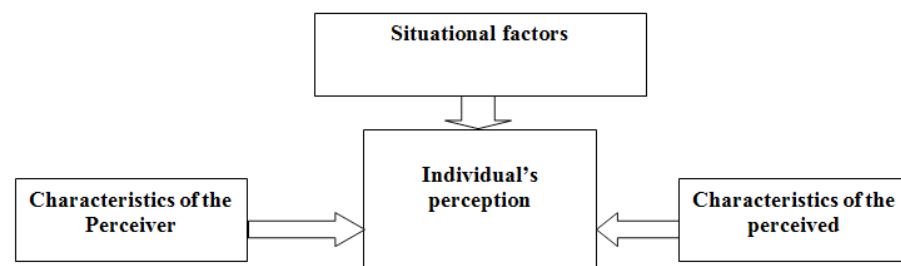 Situational factors
Individual's
perception
Characteristics of the
Perceiver
Characteristics of the
perceived